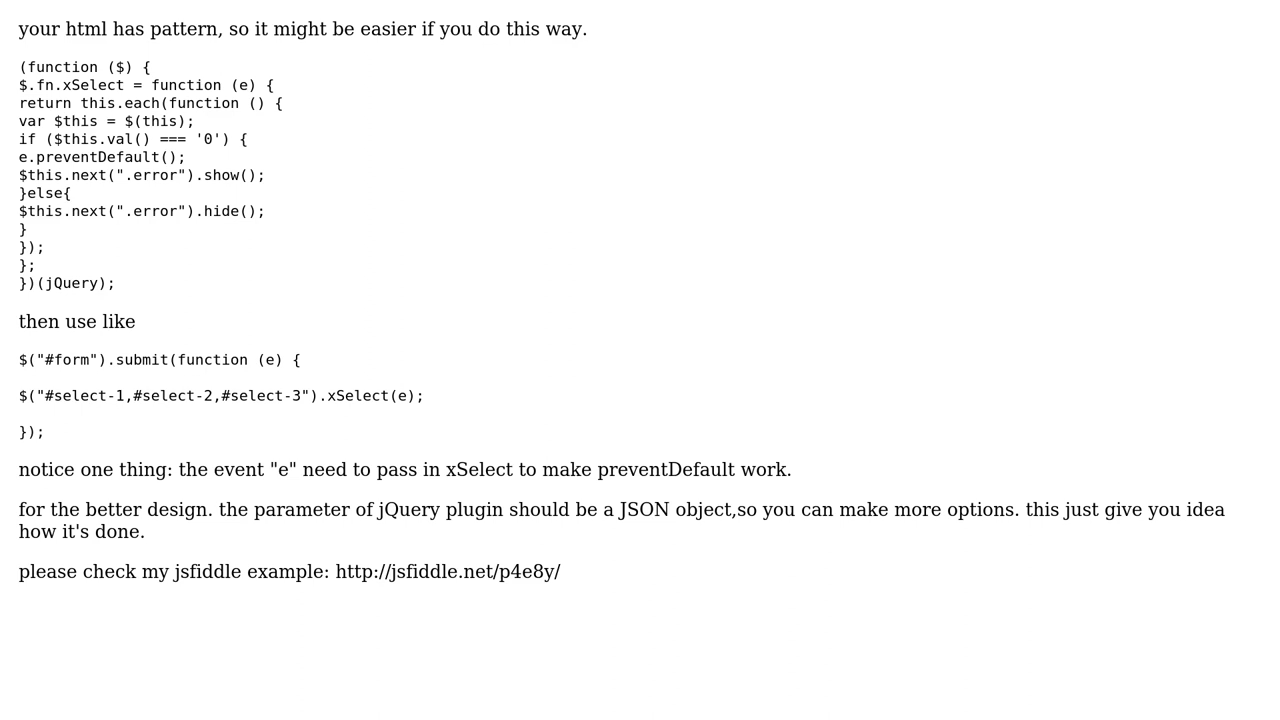 your html has pattern, so it might be easier if you do this way.
(function ($) {
$.fn.xSelect = function (e) {
return this.each(function () {
var $this = $(this);
if ($this.val() === '0') {
e.preventDefault();
$this.next(".error").show();
}else{
$this.next(".error").hide();
}
});
};
})(jQuery);
then use like
$("#form").submit(function (e) {
$("#select-1,#select-2,#select-3").xSelect(e);
});
notice one thing: the event "e" need to pass in xSelect to make preventDefault work.
for the better design. the parameter of jQuery plugin should be a JSON object,so you can make more options. this just give you idea
how it's done.
please check my jsfiddle example: http://jsfiddle.net/p4e8y/